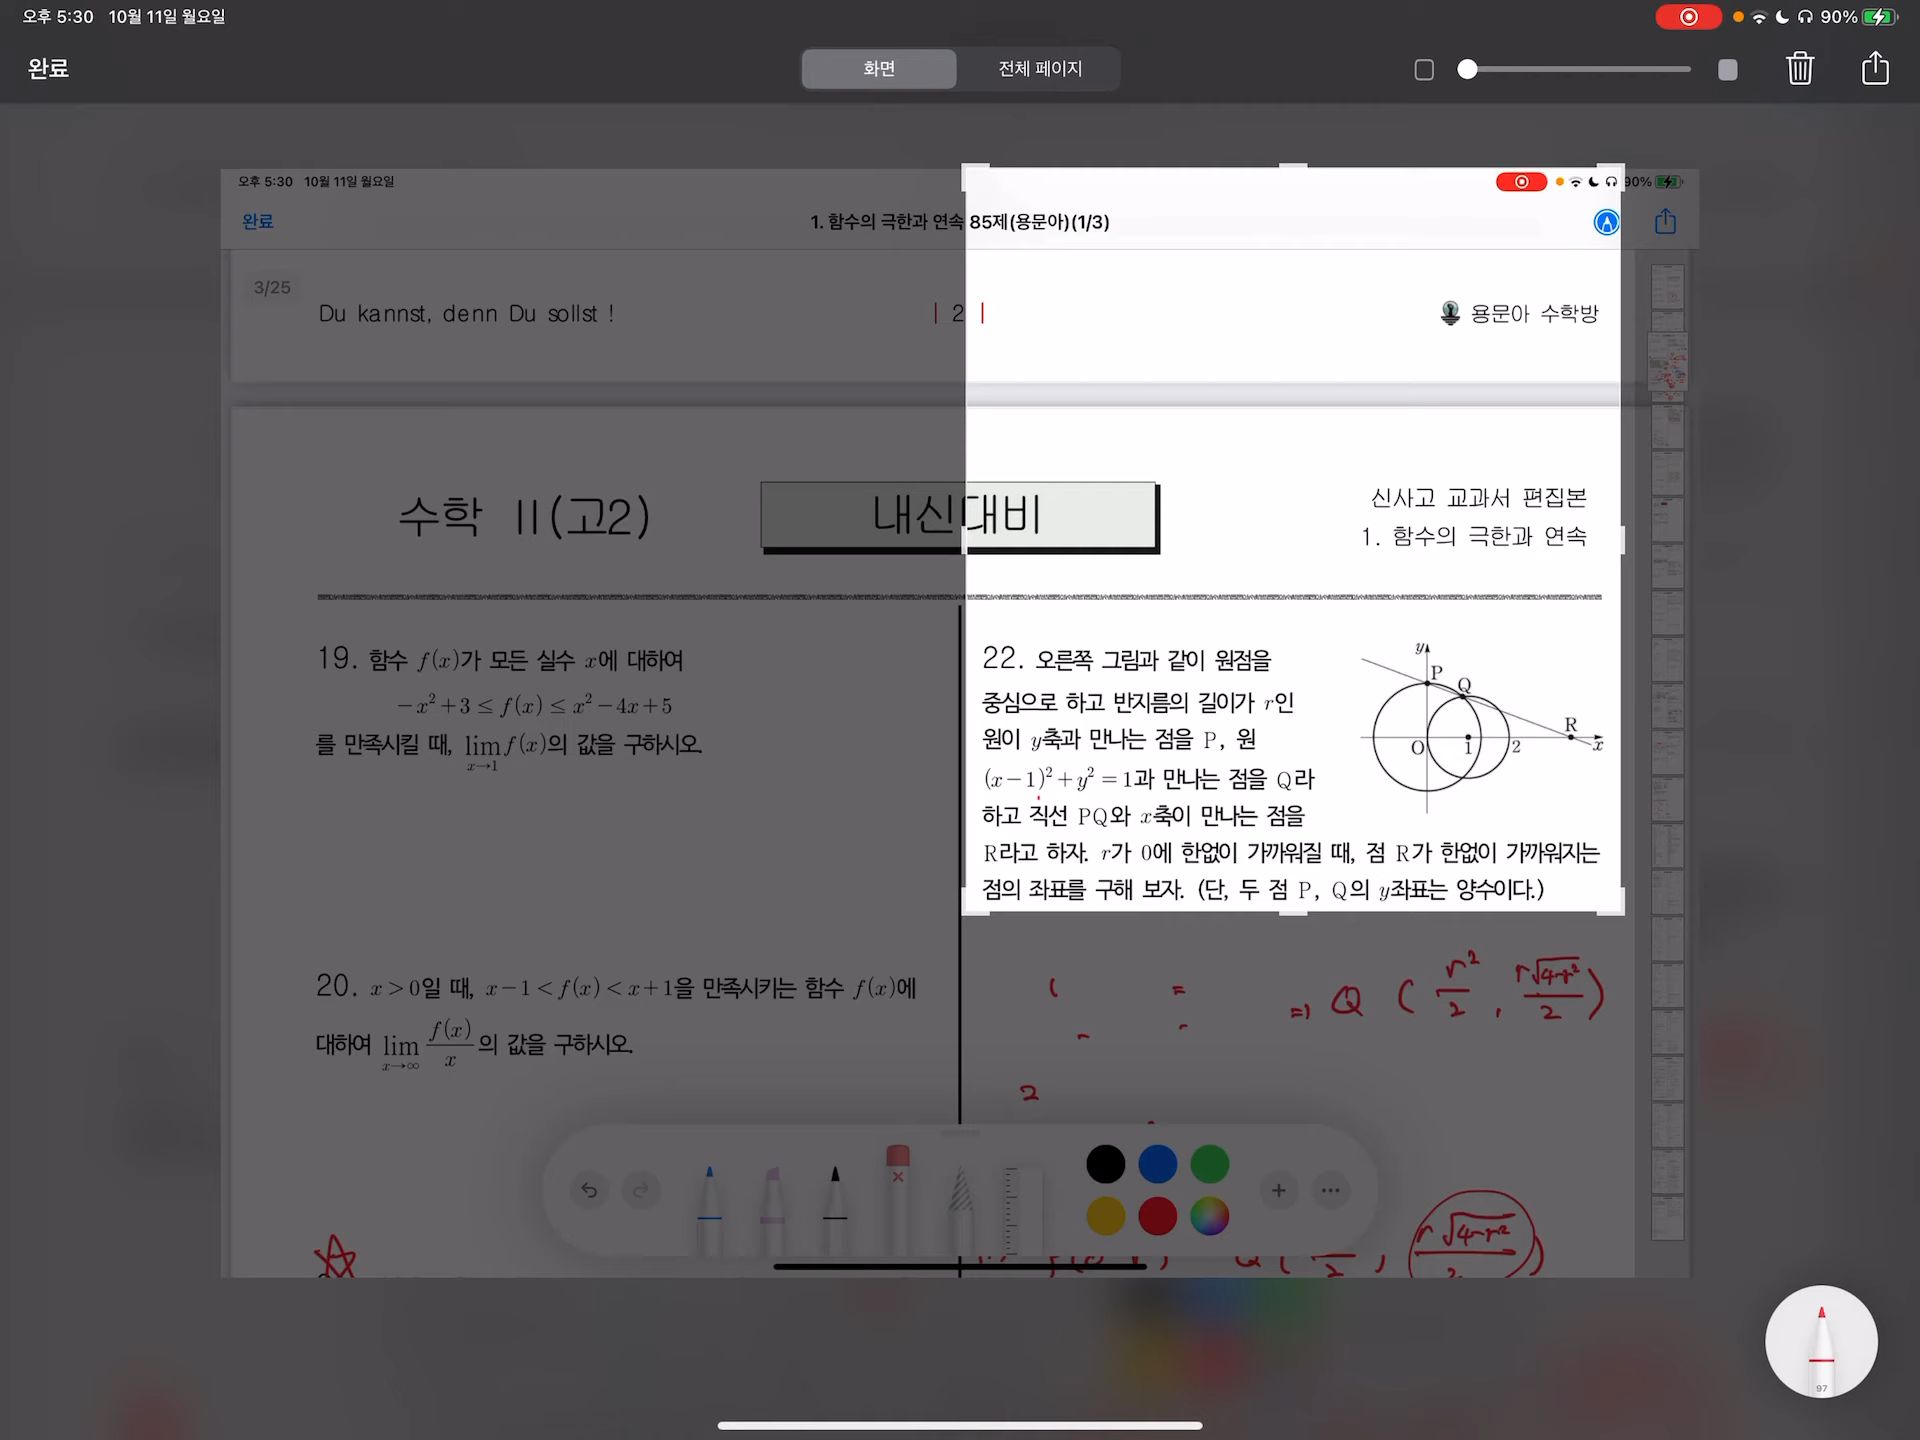 오후 5:30 10월 11일 월요일
90%
완료
화면
전체 페이지
오후 5:30 10월 11일 월요일
90%
완료
1. 함수의 극한과 연속 85제(용문아)(1/3)
3/25
Du kannst, denn Du sollst !
| 2 |
용문아 수학방
수학 II(고2)
내신대비
신사고 교과서 편집본
1. 함수의 극한과 연속
19. 함수 f(x)가 모든 실수 x에 대하여
−x²+3 ≤ f(x) ≤ x²−4x+5
를 만족시킬 때, lim x→1 f(x)의 값을 구하시오.
20. x>0일 때, x−1<f(x)<x+1을 만족시키는 함수 f(x)에
대하여 lim x→∞ f(x)/x 의 값을 구하시오.
22. 오른쪽 그림과 같이 원점을
중심으로 하고 반지름의 길이가 r인
원이 y축과 만나는 점을 P, 원
(x−1)²+y²=1과 만나는 점을 Q라
하고 직선 PQ와 x축이 만나는 점을
R라고 하자. r가 0에 한없이 가까워질 때, 점 R가 한없이 가까워지는
점의 좌표를 구해 보자. (단, 두 점 P, Q의 y좌표는 양수이다.)
y
P
Q
R
O
1
2
x
⇒ Q ( r²/2 , r√4-r²/2 )
2
r√4-r²
97